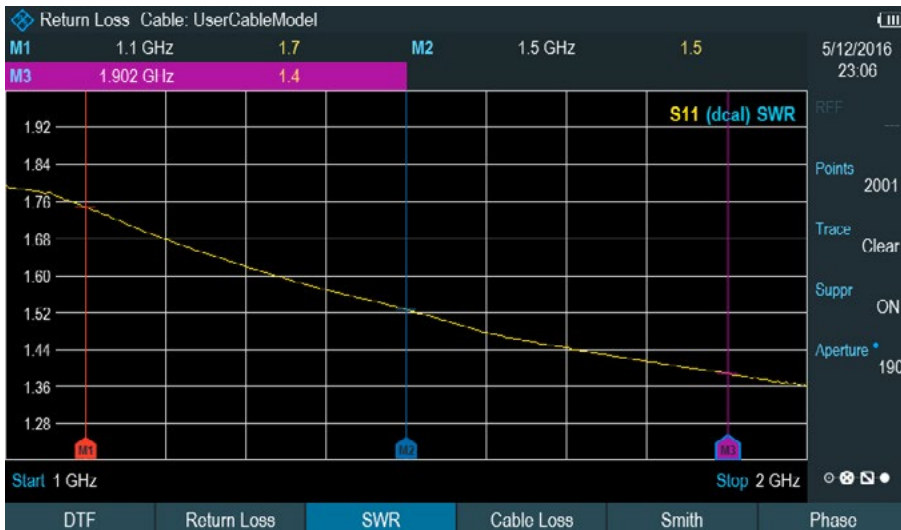 Return Loss Cable: UserCableModel
M1 1.1 GHz 1.7 M2 1.5 GHz 1.5 5/12/2016
M3 1.902 GHz 1.4 23:06
REF
---
S11 (dcal) SWR
1.92
1.84
1.76
1.68
1.60
1.52
1.44
1.36
1.28
Points
2001
Trace
Clear
Suppr
ON
Aperture
190
M1 M2 M3
Start 1 GHz Stop 2 GHz
DTF Return Loss SWR Cable Loss Smith Phase